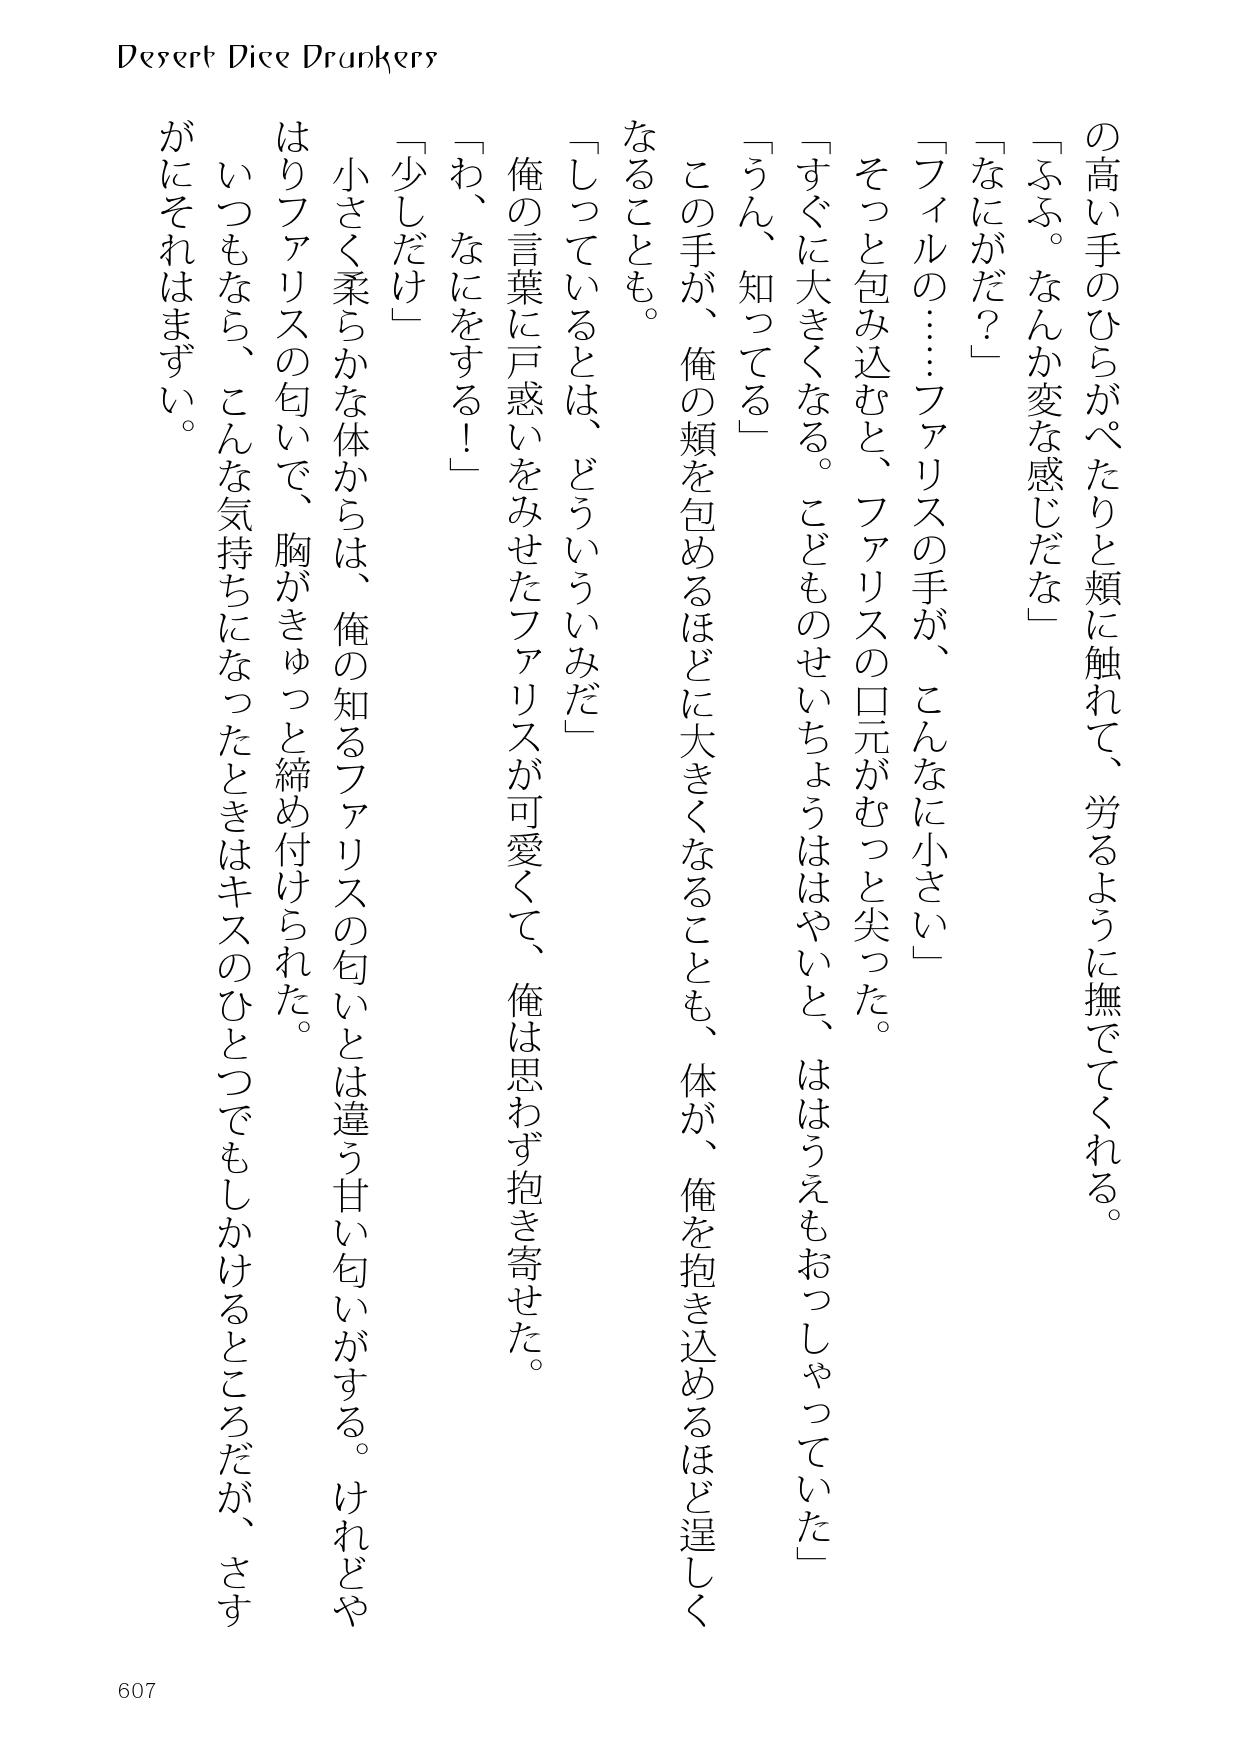 Desert Dice Drunkers
の高い手のひらがぺたりと頬に触れて、労るように撫でてくれる。
「ふふ。なんか変な感じだな」
「なにがだ？」
「フィルの……ファリスの手が、こんなに小さい」
そっと包み込むと、ファリスの口元がむっと尖った。
「すぐに大きくなる。こどものせいちょうははやいと、ははうえもおっしゃっていた」
「うん、知ってる」
この手が、俺の頬を包めるほどに大きくなることも、体が、俺を抱き込めるほど逞しく
なることも。
「しっているとは、どういういみだ」
俺の言葉に戸惑いをみせたファリスが可愛くて、俺は思わず抱き寄せた。
「わ、なにをする！」
「少しだけ」
小さく柔らかな体からは、俺の知るファリスの匂いとは違う甘い匂いがする。けれどや
はりファリスの匂いで、胸がきゅっと締め付けられた。
いつもなら、こんな気持ちになったときはキスのひとつでもしかけるところだが、さす
がにそれはまずい。
607